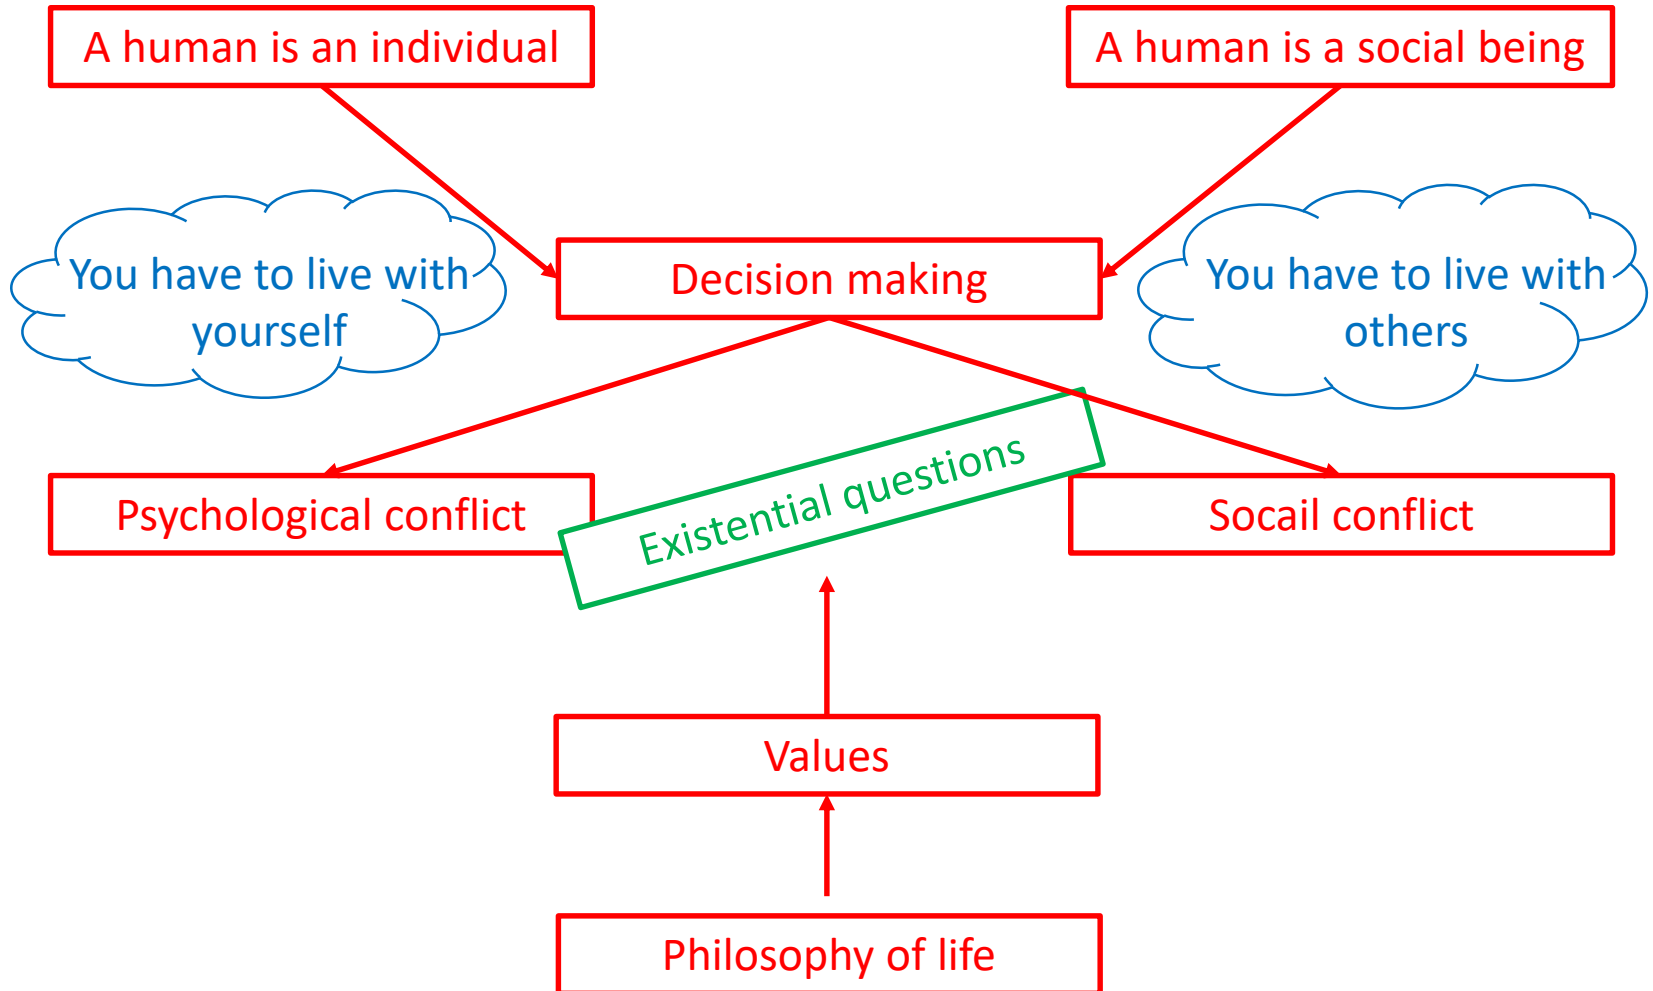 A human is an individual
A human is a social being
You have to live with
yourself
Decision making
You have to live with
others
Psychological conflict
Existential questions
Socail conflict
Values
Philosophy of life